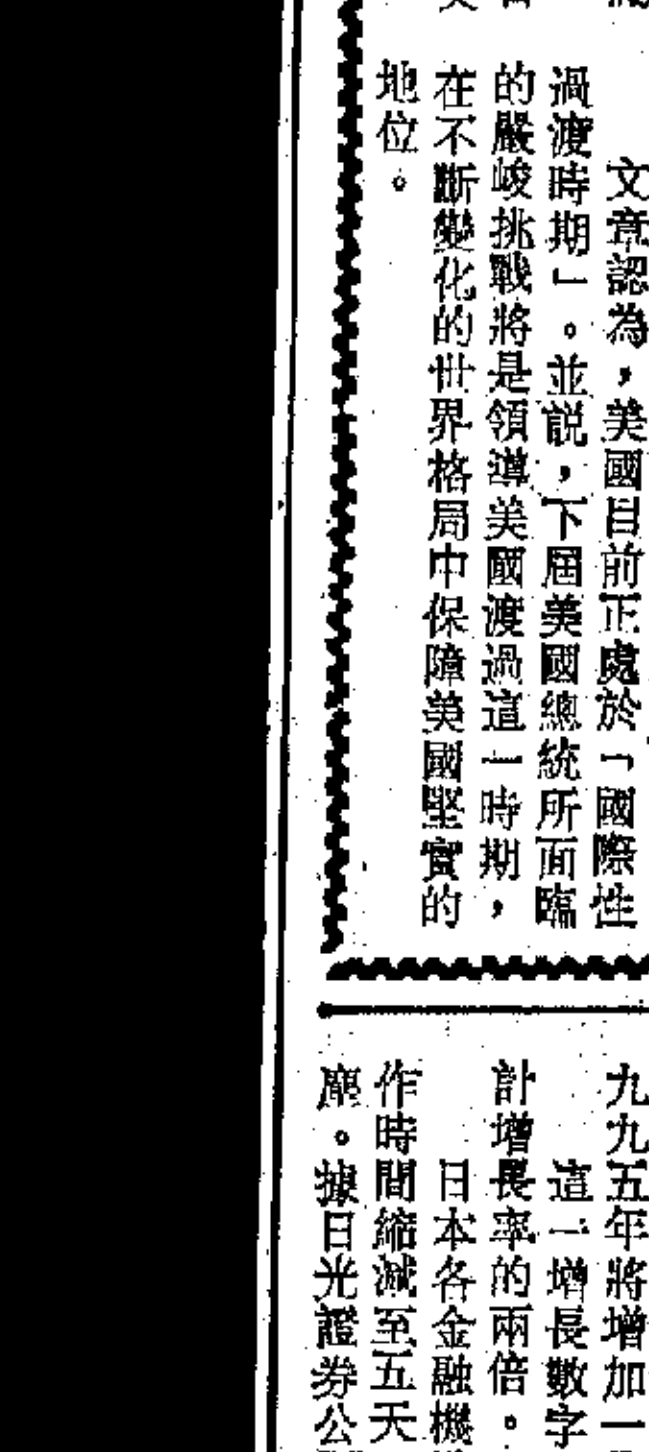 文章認為，美國目前正處於「國際性
過渡時期」。並説，下屆美國總統所面臨
的嚴峻挑戰將是領導美國渡過這一時期，
在不斷變化的世界格局中保障美國堅實的
地位。
九九五年將增加一
這一增長數字
計增長率的兩倍。
日本各金融機
作時間縮減至五天
塵。據日光證券公